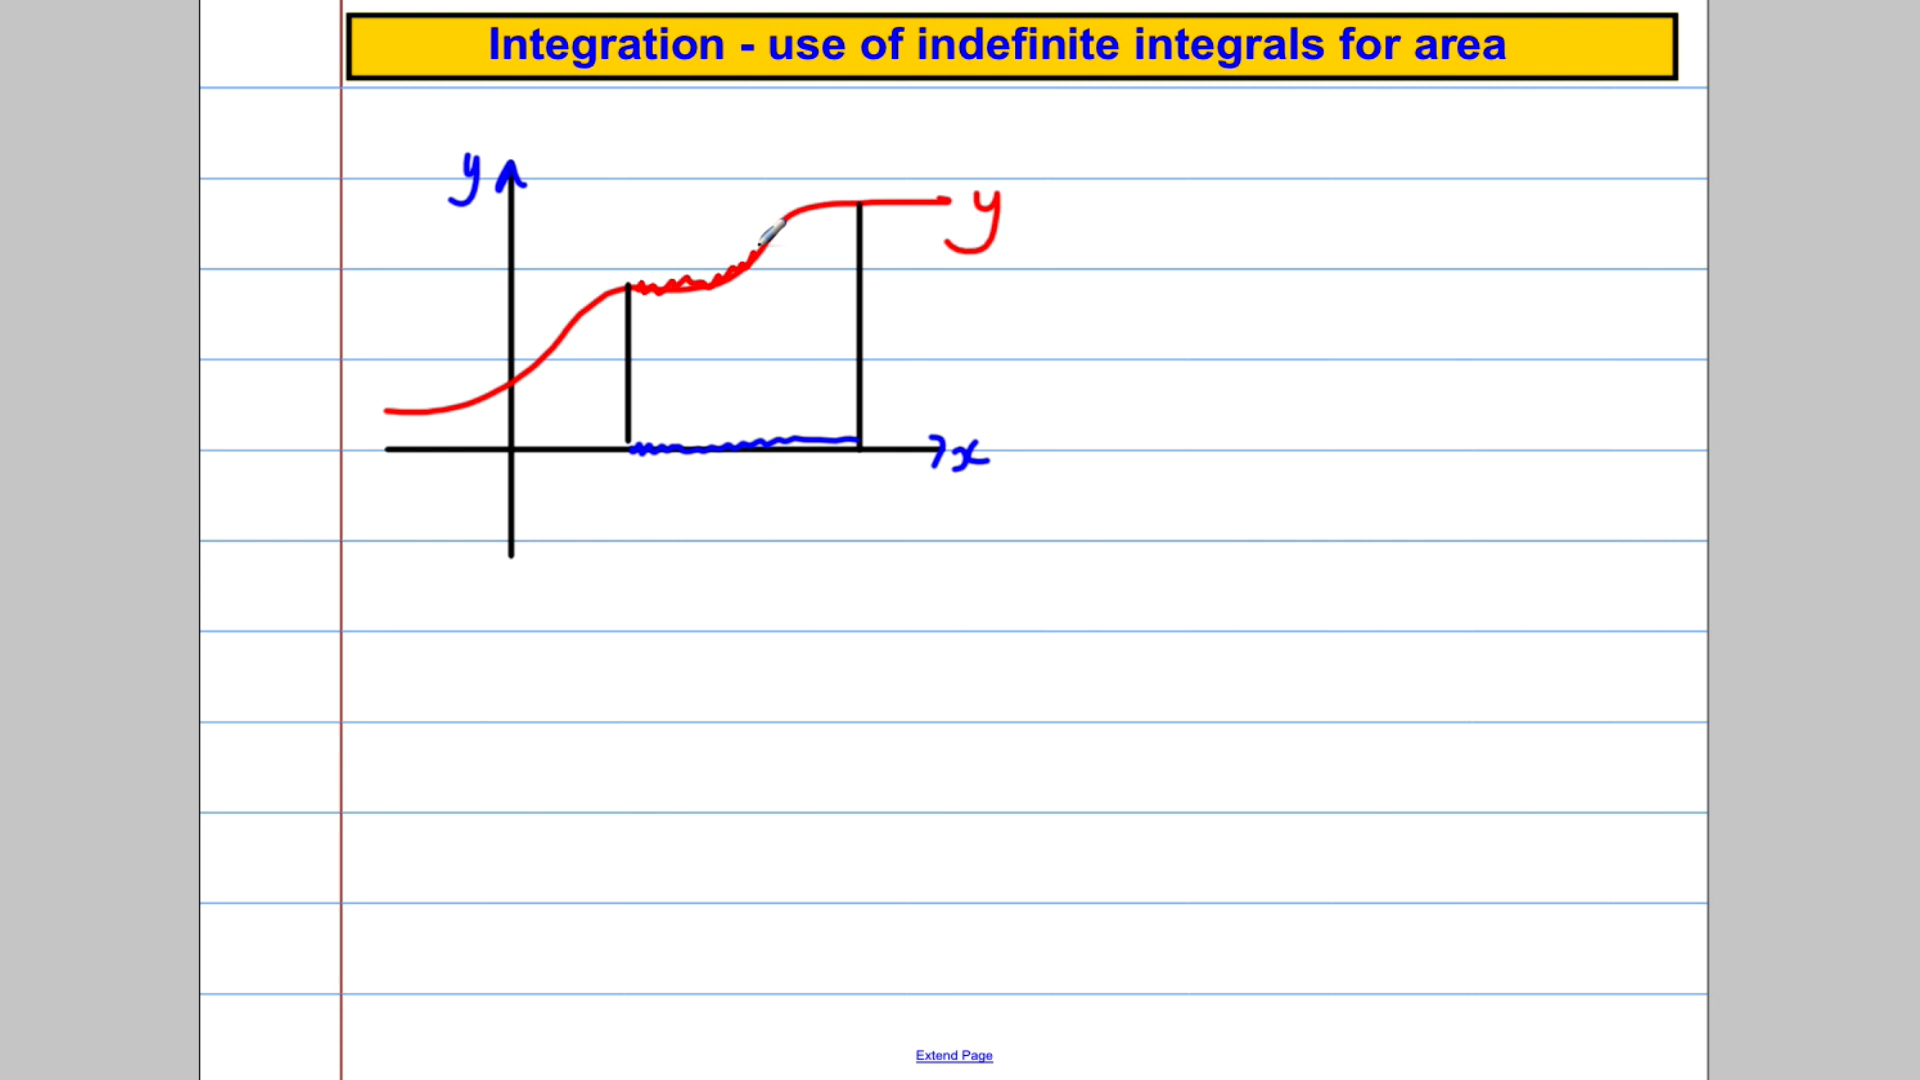 Integration - use of indefinite integrals for area
y
y
x
Extend Page